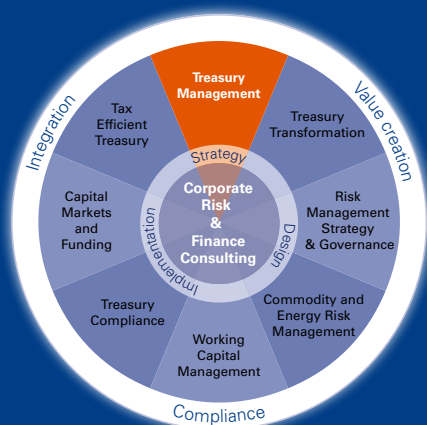 Integration
Value creation
Compliance
Treasury
Management
Treasury
Transformation
Risk
Management
Strategy
& Governance
Commodity and
Energy Risk
Management
Working
Capital
Management
Treasury
Compliance
Capital
Markets
and
Funding
Tax
Efficient
Treasury
Strategy
Design
Implementation
Corporate
Risk
&
Finance
Consulting